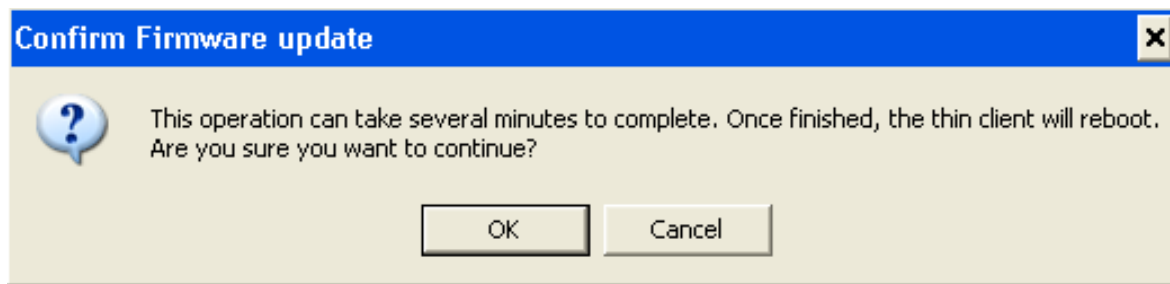 Confirm Firmware update
This operation can take several minutes to complete. Once finished, the thin client will reboot.
Are you sure you want to continue?
OK
Cancel